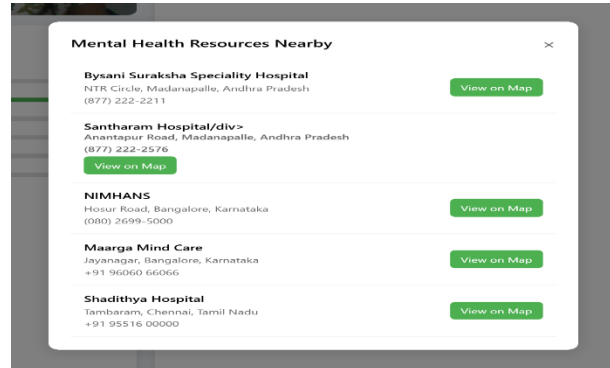 Mental Health Resources Nearby ×
Bysani Suraksha Speciality Hospital
NTR Circle, Madanapalle, Andhra Pradesh
(877) 222-2211
View on Map
Santharam Hospital/div>
Anantapur Road, Madanapalle, Andhra Pradesh
(877) 222-2576
View on Map
NIMHANS
Hosur Road, Bangalore, Karnataka
(080) 2699-5000
View on Map
Maarga Mind Care
Jayanagar, Bangalore, Karnataka
+91 96060 66066
View on Map
Shadithya Hospital
Tambaram, Chennai, Tamil Nadu
+91 95516 00000
View on Map